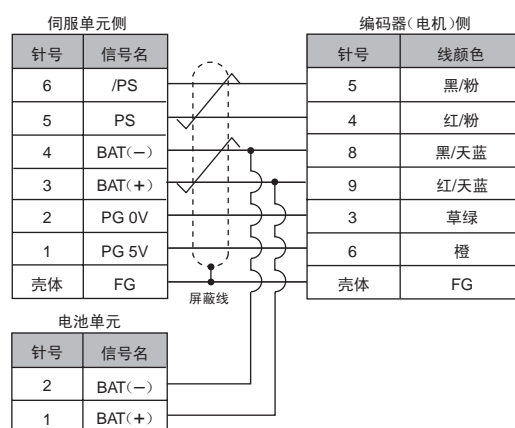 伺服单元侧
编码器（电机）侧
针号 信号名
针号 线颜色
6 /PS
5 黑/粉
5 PS
4 红/粉
4 BAT(－)
8 黑/天蓝
3 BAT(＋)
9 红/天蓝
2 PG 0V
3 草绿
1 PG 5V
6 橙
壳体 FG
壳体 FG
屏蔽线
电池单元
针号 信号名
2 BAT(－)
1 BAT(＋)